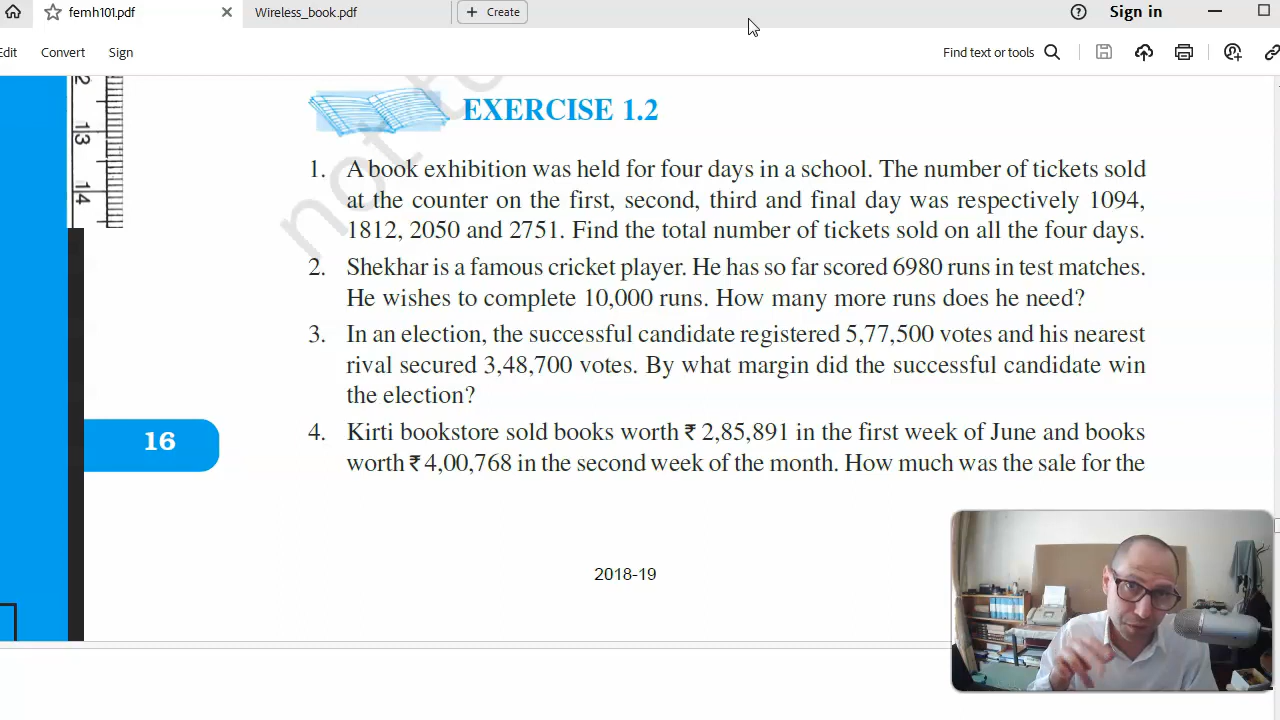 femh101.pdf
Wireless_book.pdf
Create
Sign in
Edit
Convert
Sign
Find text or tools
2
13
14
not to
EXERCISE 1.2
1. A book exhibition was held for four days in a school. The number of tickets sold
at the counter on the first, second, third and final day was respectively 1094,
1812, 2050 and 2751. Find the total number of tickets sold on all the four days.
2. Shekhar is a famous cricket player. He has so far scored 6980 runs in test matches.
He wishes to complete 10,000 runs. How many more runs does he need?
3. In an election, the successful candidate registered 5,77,500 votes and his nearest
rival secured 3,48,700 votes. By what margin did the successful candidate win
the election?
16
4. Kirti bookstore sold books worth ₹ 2,85,891 in the first week of June and books
worth ₹ 4,00,768 in the second week of the month. How much was the sale for the
2018-19